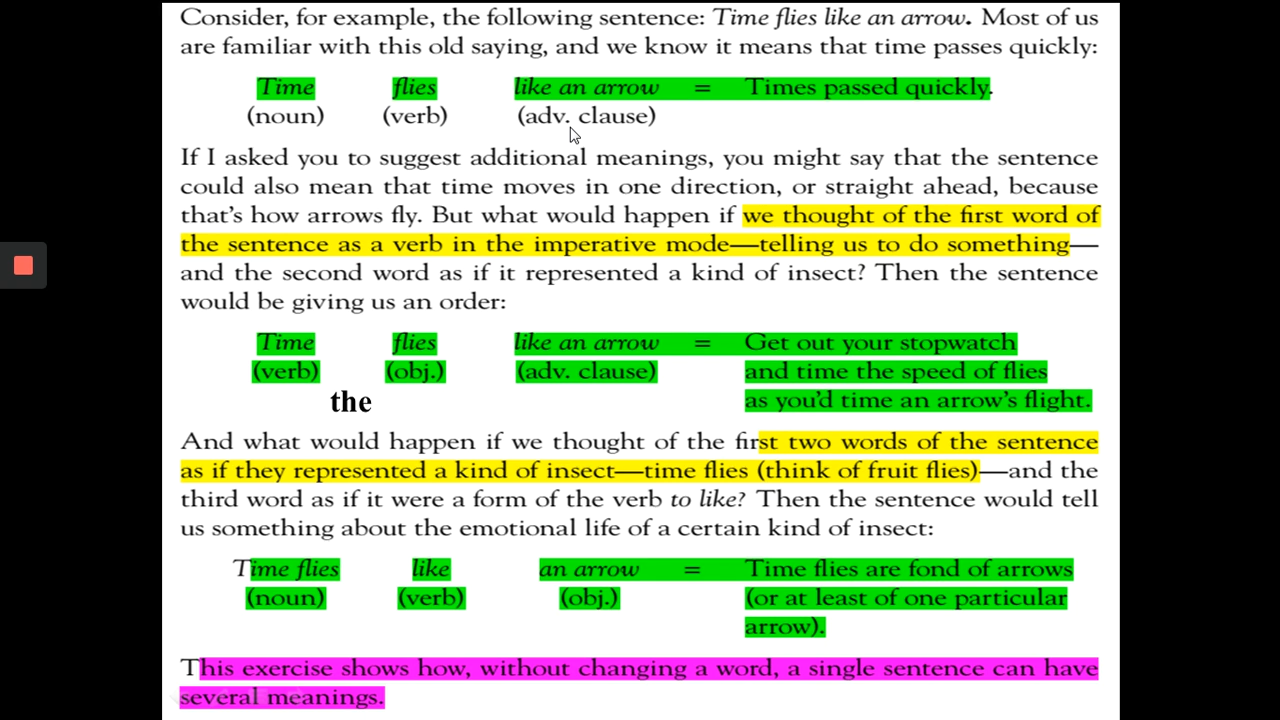 Consider, for example, the following sentence: Time flies like an arrow. Most of us
are familiar with this old saying, and we know it means that time passes quickly:
Time flies like an arrow = Times passed quickly.
(noun) (verb) (adv. clause)
If I asked you to suggest additional meanings, you might say that the sentence
could also mean that time moves in one direction, or straight ahead, because
that's how arrows fly. But what would happen if we thought of the first word of
the sentence as a verb in the imperative mode—telling us to do something—
and the second word as if it represented a kind of insect? Then the sentence
would be giving us an order:
Time flies like an arrow = Get out your stopwatch
(verb) (obj.) (adv. clause) and time the speed of flies
the as you'd time an arrow's flight.
And what would happen if we thought of the first two words of the sentence
as if they represented a kind of insect—time flies (think of fruit flies)—and the
third word as if it were a form of the verb to like? Then the sentence would tell
us something about the emotional life of a certain kind of insect:
Time flies like an arrow = Time flies are fond of arrows
(noun) (verb) (obj.) (or at least of one particular
arrow).
This exercise shows how, without changing a word, a single sentence can have
several meanings.